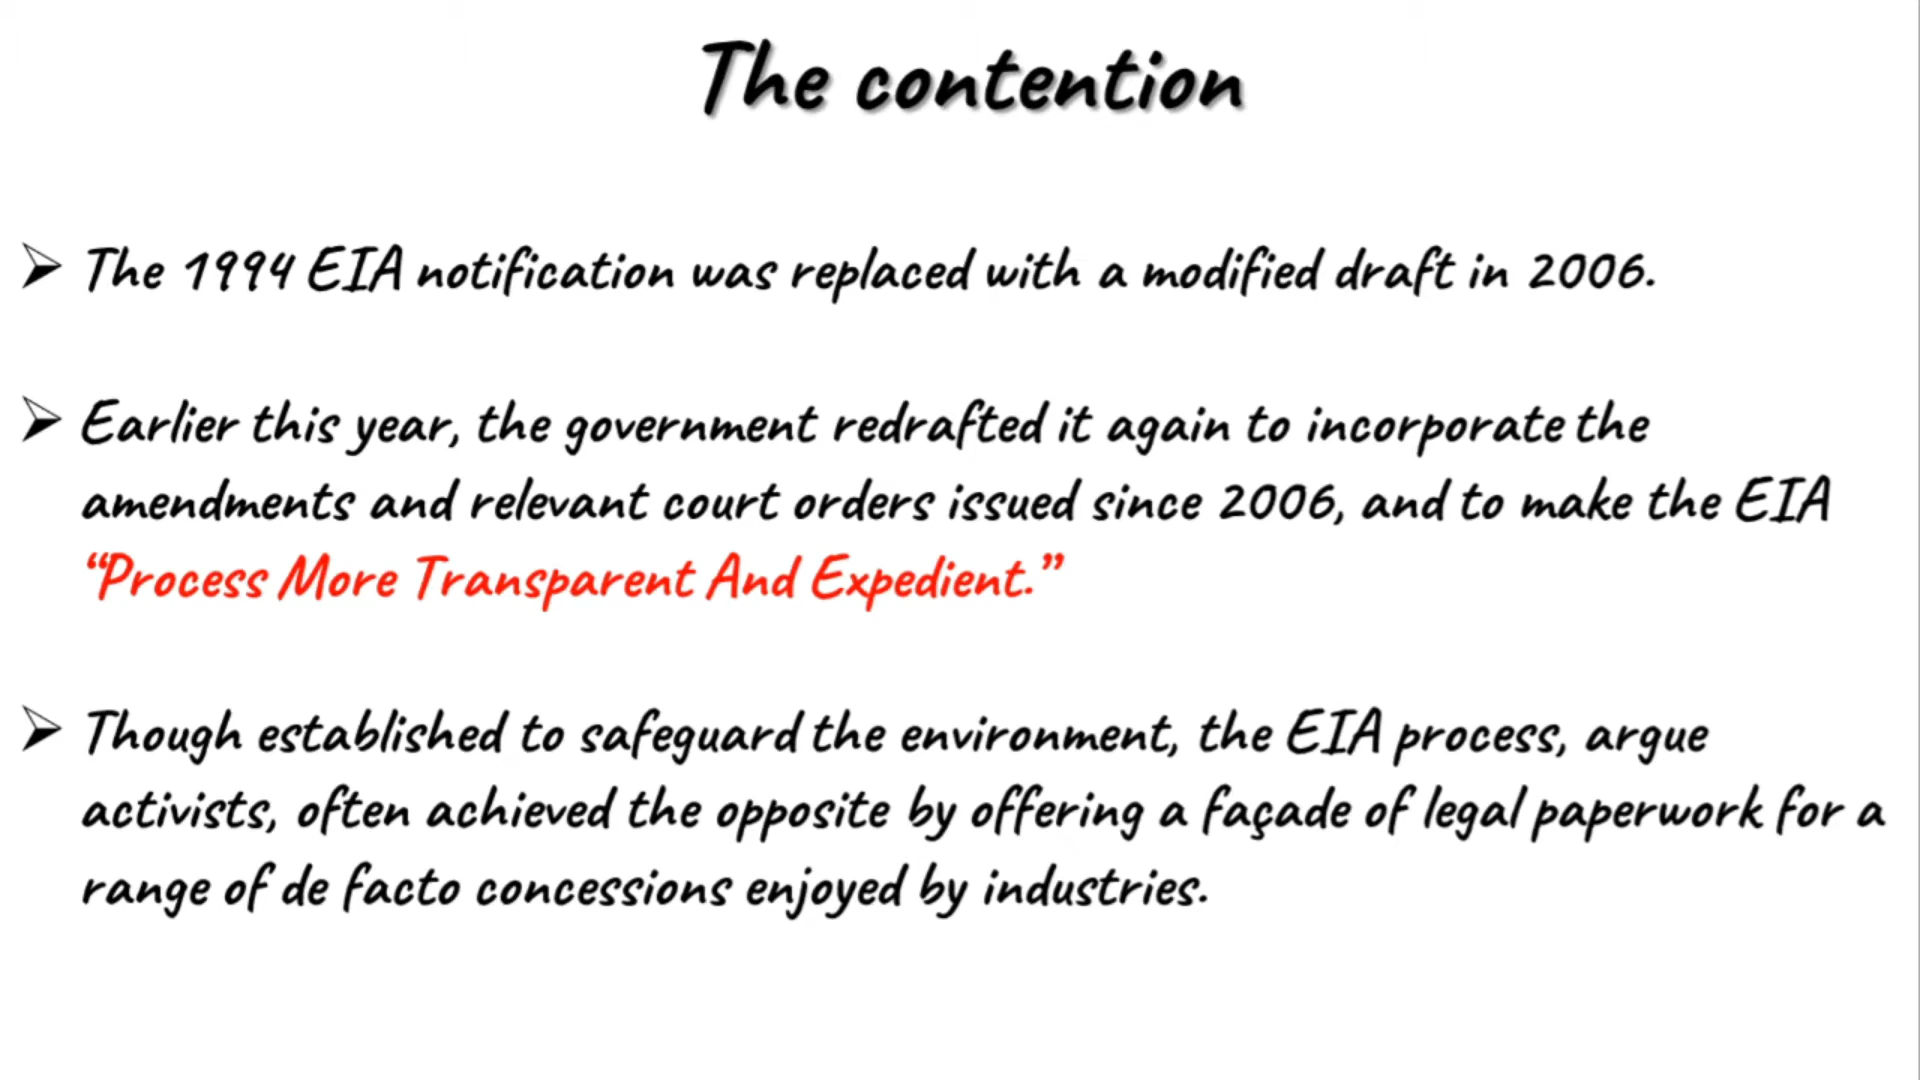 The contention
➢ The 1994 EIA notification was replaced with a modified draft in 2006.
➢ Earlier this year, the government redrafted it again to incorporate the
amendments and relevant court orders issued since 2006, and to make the EIA
“Process More Transparent And Expedient.”
➢ Though established to safeguard the environment, the EIA process, argue
activists, often achieved the opposite by offering a façade of legal paperwork for a
range of de facto concessions enjoyed by industries.